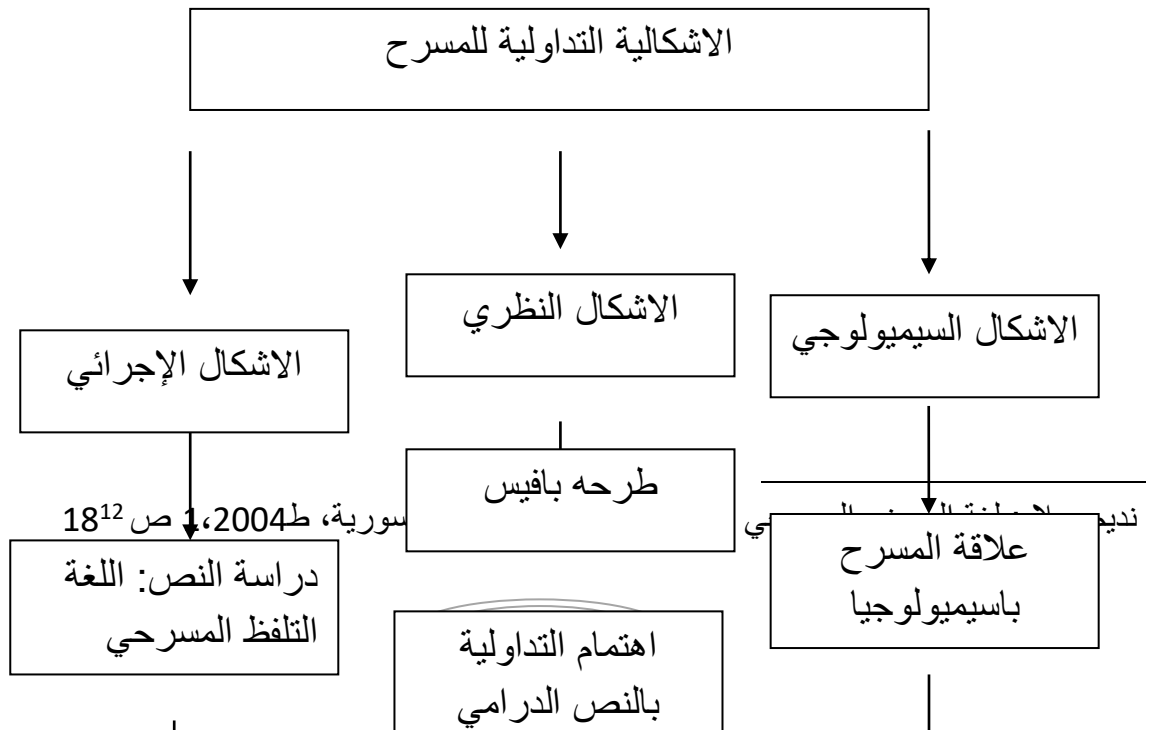 الاشكالية التداولية للمسرح
الاشكال السيميولوجي
الاشكال النظري
الاشكال الإجرائي
علاقة المسرح
باسيميولوجيا
طرحه بافيس
اهتمام التداولية
بالنص الدرامي
دراسة النص: اللغة
التلفظ المسرحي
سورية، ط1،2004 ص 18¹²